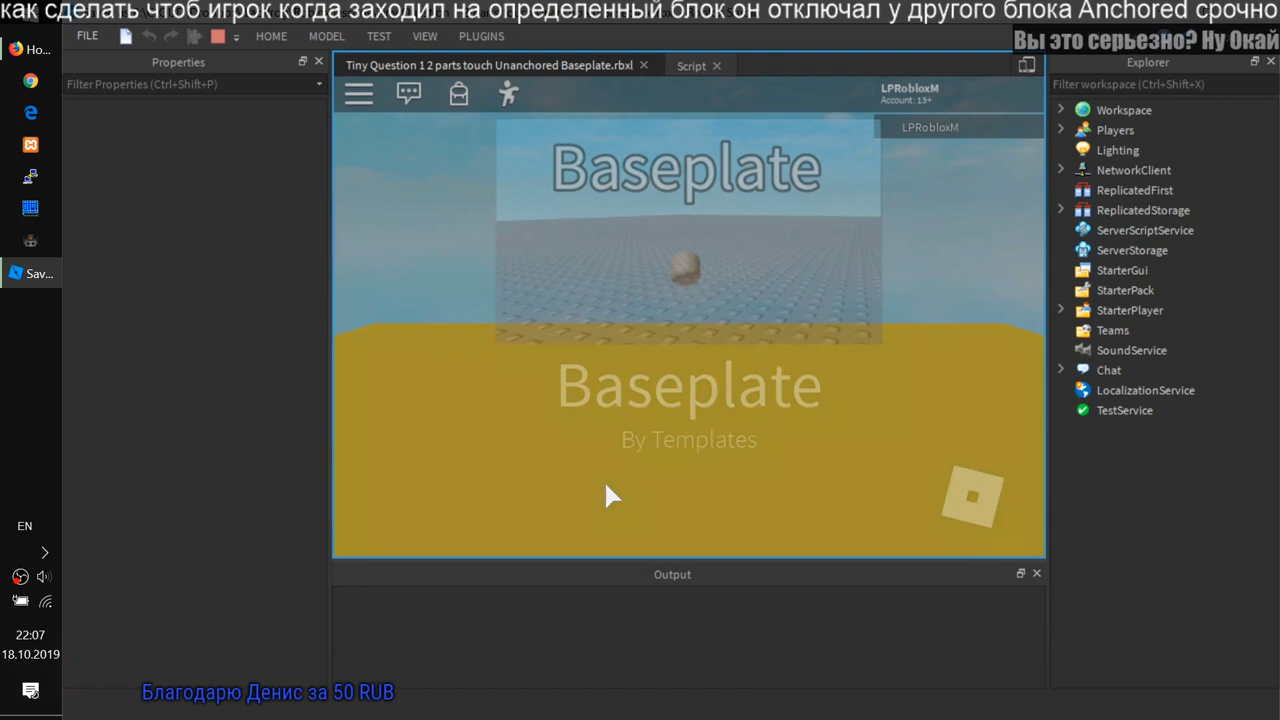 как сделать чтоб игрок когда заходил на определенный блок он отключал у другого блока Anchored срочно
Вы это серьезно? Ну Окай
FILE HOME MODEL TEST VIEW PLUGINS
Ho...
Properties
Filter Properties (Ctrl+Shift+P)
Tiny Question 1 2 parts touch Unanchored Baseplate.rbxl
Script
Explorer
Filter workspace (Ctrl+Shift+X)
LPRobloxM
Account: 13+
LPRobloxM
Baseplate
Baseplate
By Templates
Workspace
Players
Lighting
NetworkClient
ReplicatedFirst
ReplicatedStorage
ServerScriptService
ServerStorage
StarterGui
StarterPack
StarterPlayer
Teams
SoundService
Chat
LocalizationService
TestService
Sav...
EN
22:07
18.10.2019
Output
Благодарю Денис за 50 RUB